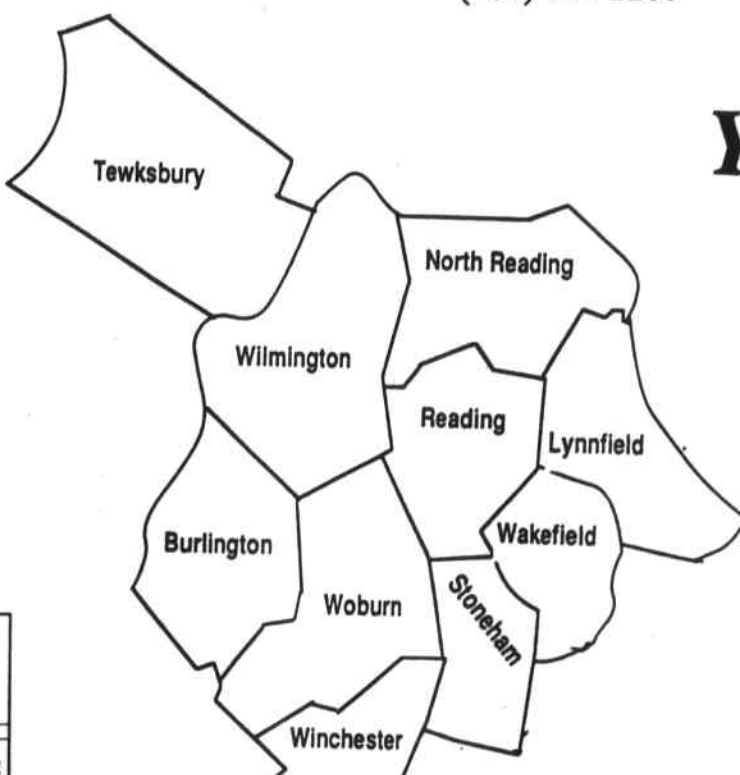 Tewksbury
North Reading
Wilmington
Reading
Lynnfield
Wakefield
Burlington
Woburn
Stoneham
Winchester